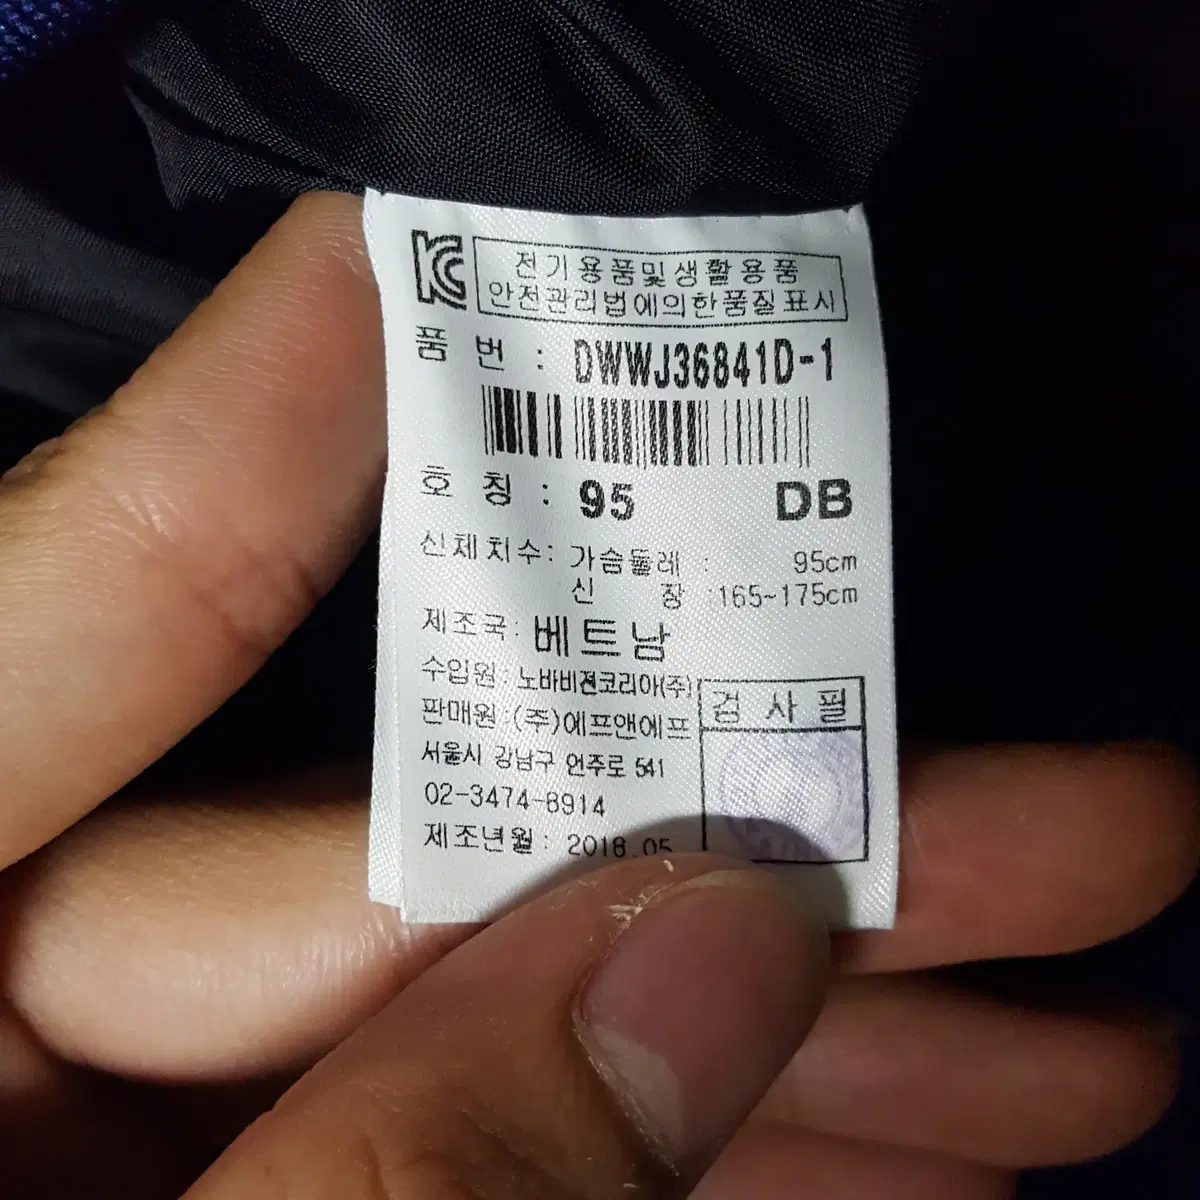 KC
전기용품및생활용품
안전관리법에의한품질표시
품 번 : DWWJ36841D-1
호 칭 : 95 DB
신체치수: 가슴둘레 : 95cm
신 장 :165~175cm
제조국: 베트남
수입원 : 노바비젼코리아(주)
판매원 :(주)에프앤에프
서울시 강남구 언주로 541
02-3474-8914
제조년월 : 2018.05
검 사 필